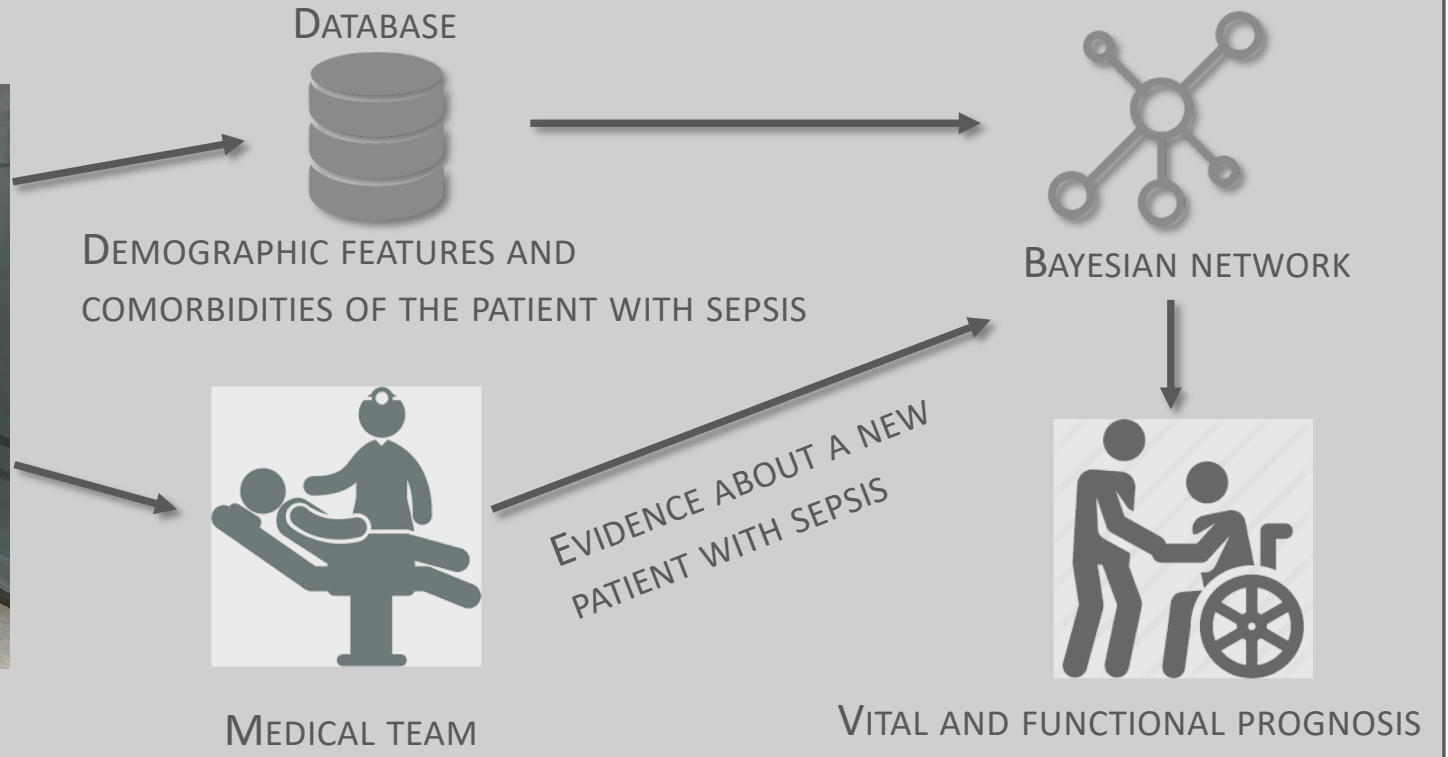 DATABASE
DEMOGRAPHIC FEATURES AND
COMORBIDITIES OF THE PATIENT WITH SEPSIS
BAYESIAN NETWORK
EVIDENCE ABOUT A NEW
PATIENT WITH SEPSIS
MEDICAL TEAM
VITAL AND FUNCTIONAL PROGNOSIS